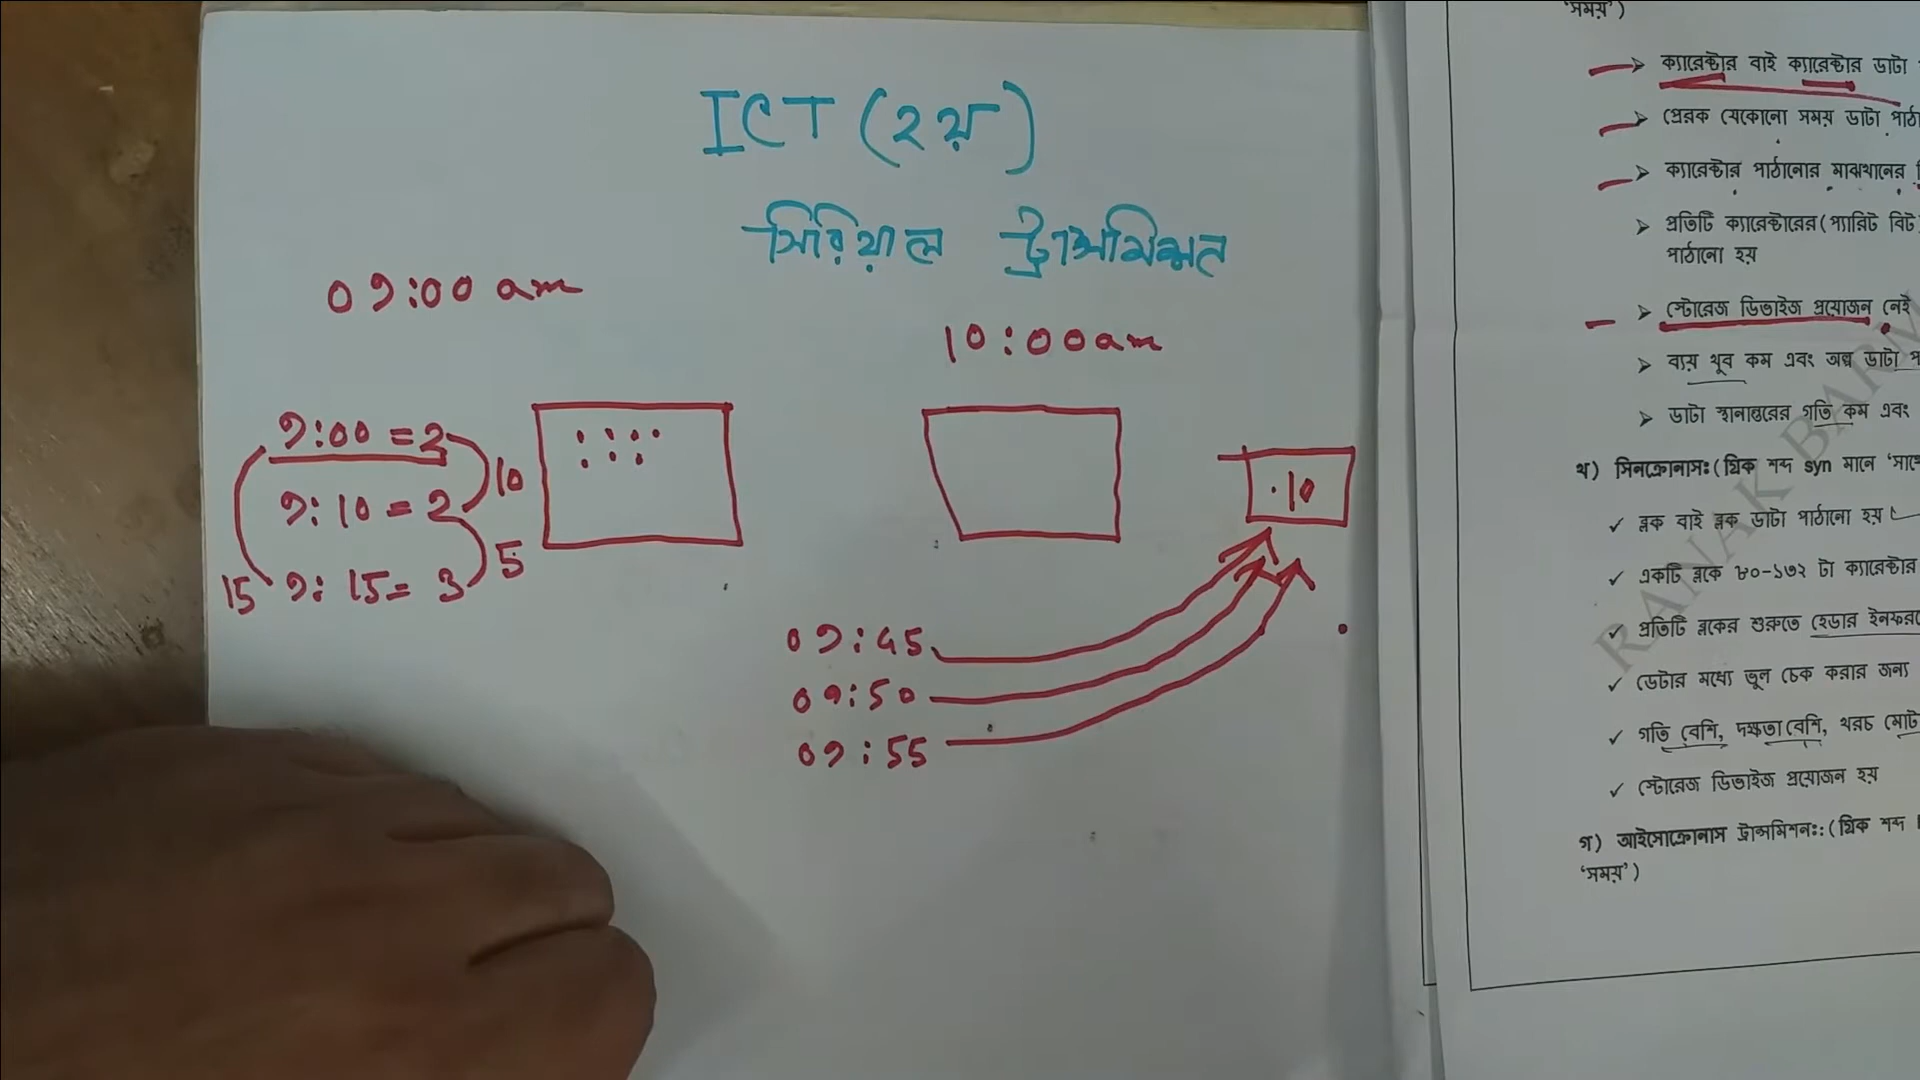 ICT (২য়)
সিরিয়াল ট্রান্সমিশন
09:00 am
10:00am
9:00 = 2
9:10 = 2
9:15= 3
10
5
15
.10
09:45
09:50
09:55
'সময়')
➤ ক্যারেক্টার বাই ক্যারেক্টার ডাটা
➤ প্রেরক যেকোনো সময় ডাটা পাঠা
➤ ক্যারেক্টার পাঠানোর মাঝখানের
➤ প্রতিটি ক্যারেক্টারের(প্যারিটি বিট
পাঠানো হয়
➤ স্টোরেজ ডিভাইজ প্রয়োজন নেই
➤ ব্যয় খুব কম এবং অল্প ডাটা
➤ ডাটা স্থানান্তরের গতি কম এবং
খ) সিনক্রোনাসঃ(গ্রিক শব্দ syn মানে 'সাথে
✓ ব্লক বাই ব্লক ডাটা পাঠানো হয়
✓ একটি ব্লকে ৮০-১৩২ টা ক্যারেক্টার
✓ প্রতিটি ব্লকের শুরুতে হেডার ইনফর
✓ ডেটার মধ্যে ভুল চেক করার জন্য
✓ গতি বেশি, দক্ষতা বেশি, খরচ মোট
✓ স্টোরেজ ডিভাইজ প্রয়োজন হয়
গ) আইসোক্রোনাস ট্রান্সমিশনঃ:(গ্রিক শব্দ
'সময়')
RANAK BARM